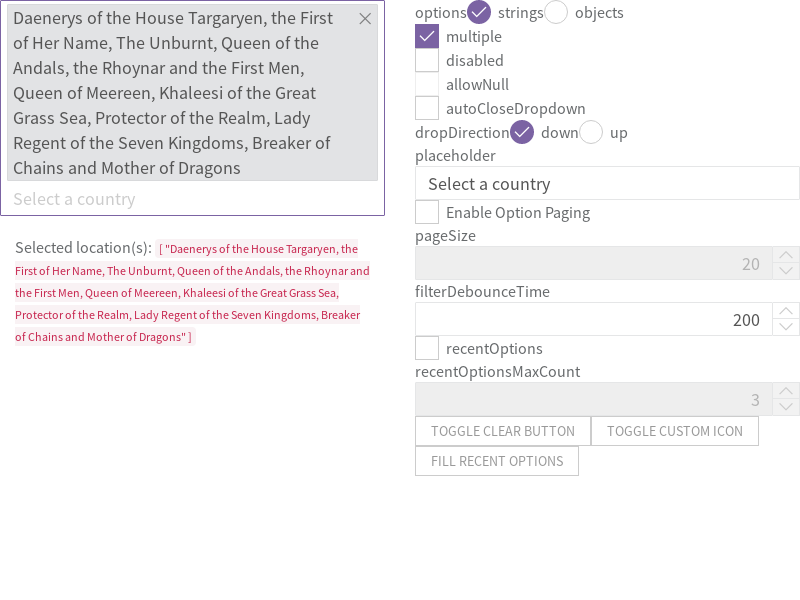 Daenerys of the House Targaryen, the First
of Her Name, The Unburnt, Queen of the
Andals, the Rhoynar and the First Men,
Queen of Meereen, Khaleesi of the Great
Grass Sea, Protector of the Realm, Lady
Regent of the Seven Kingdoms, Breaker of
Chains and Mother of Dragons
Select a country
Selected location(s): [ "Daenerys of the House Targaryen, the
First of Her Name, The Unburnt, Queen of the Andals, the Rhoynar and
the First Men, Queen of Meereen, Khaleesi of the Great Grass Sea,
Protector of the Realm, Lady Regent of the Seven Kingdoms, Breaker
of Chains and Mother of Dragons" ]
options strings objects
multiple
disabled
allowNull
autoCloseDropdown
dropDirection down up
placeholder
Select a country
Enable Option Paging
pageSize
20
filterDebounceTime
200
recentOptions
recentOptionsMaxCount
3
TOGGLE CLEAR BUTTON TOGGLE CUSTOM ICON
FILL RECENT OPTIONS